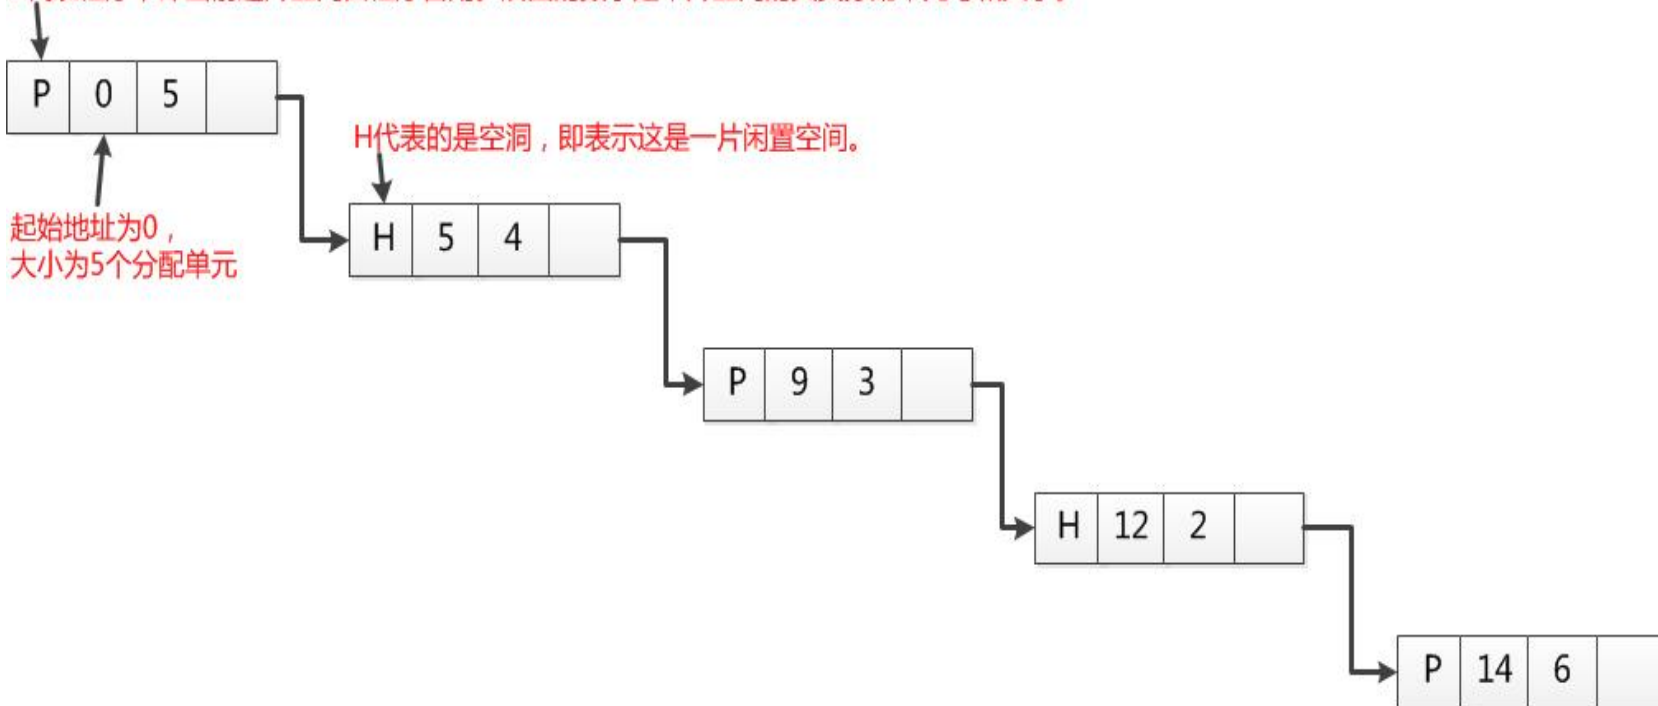 P 0 5
H代表的是空洞，即表示这是一片闲置空间。
起始地址为0，
大小为5个分配单元
H 5 4
P 9 3
H 12 2
P 14 6